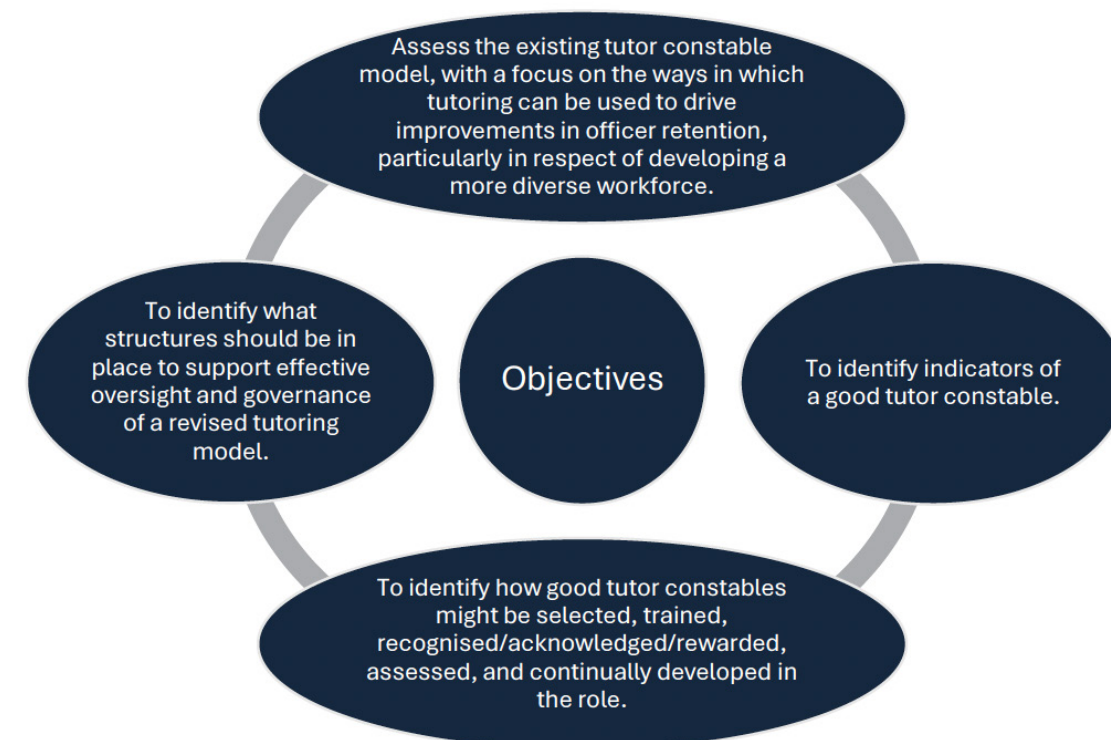 Assess the existing tutor constable
model, with a focus on the ways in which
tutoring can be used to drive
improvements in officer retention,
particularly in respect of developing a
more diverse workforce.
To identify what
structures should be in
place to support effective
oversight and governance
of a revised tutoring
model.
Objectives
To identify indicators of
a good tutor constable.
To identify how good tutor constables
might be selected, trained,
recognised/acknowledged/rewarded,
assessed, and continually developed in
the role.